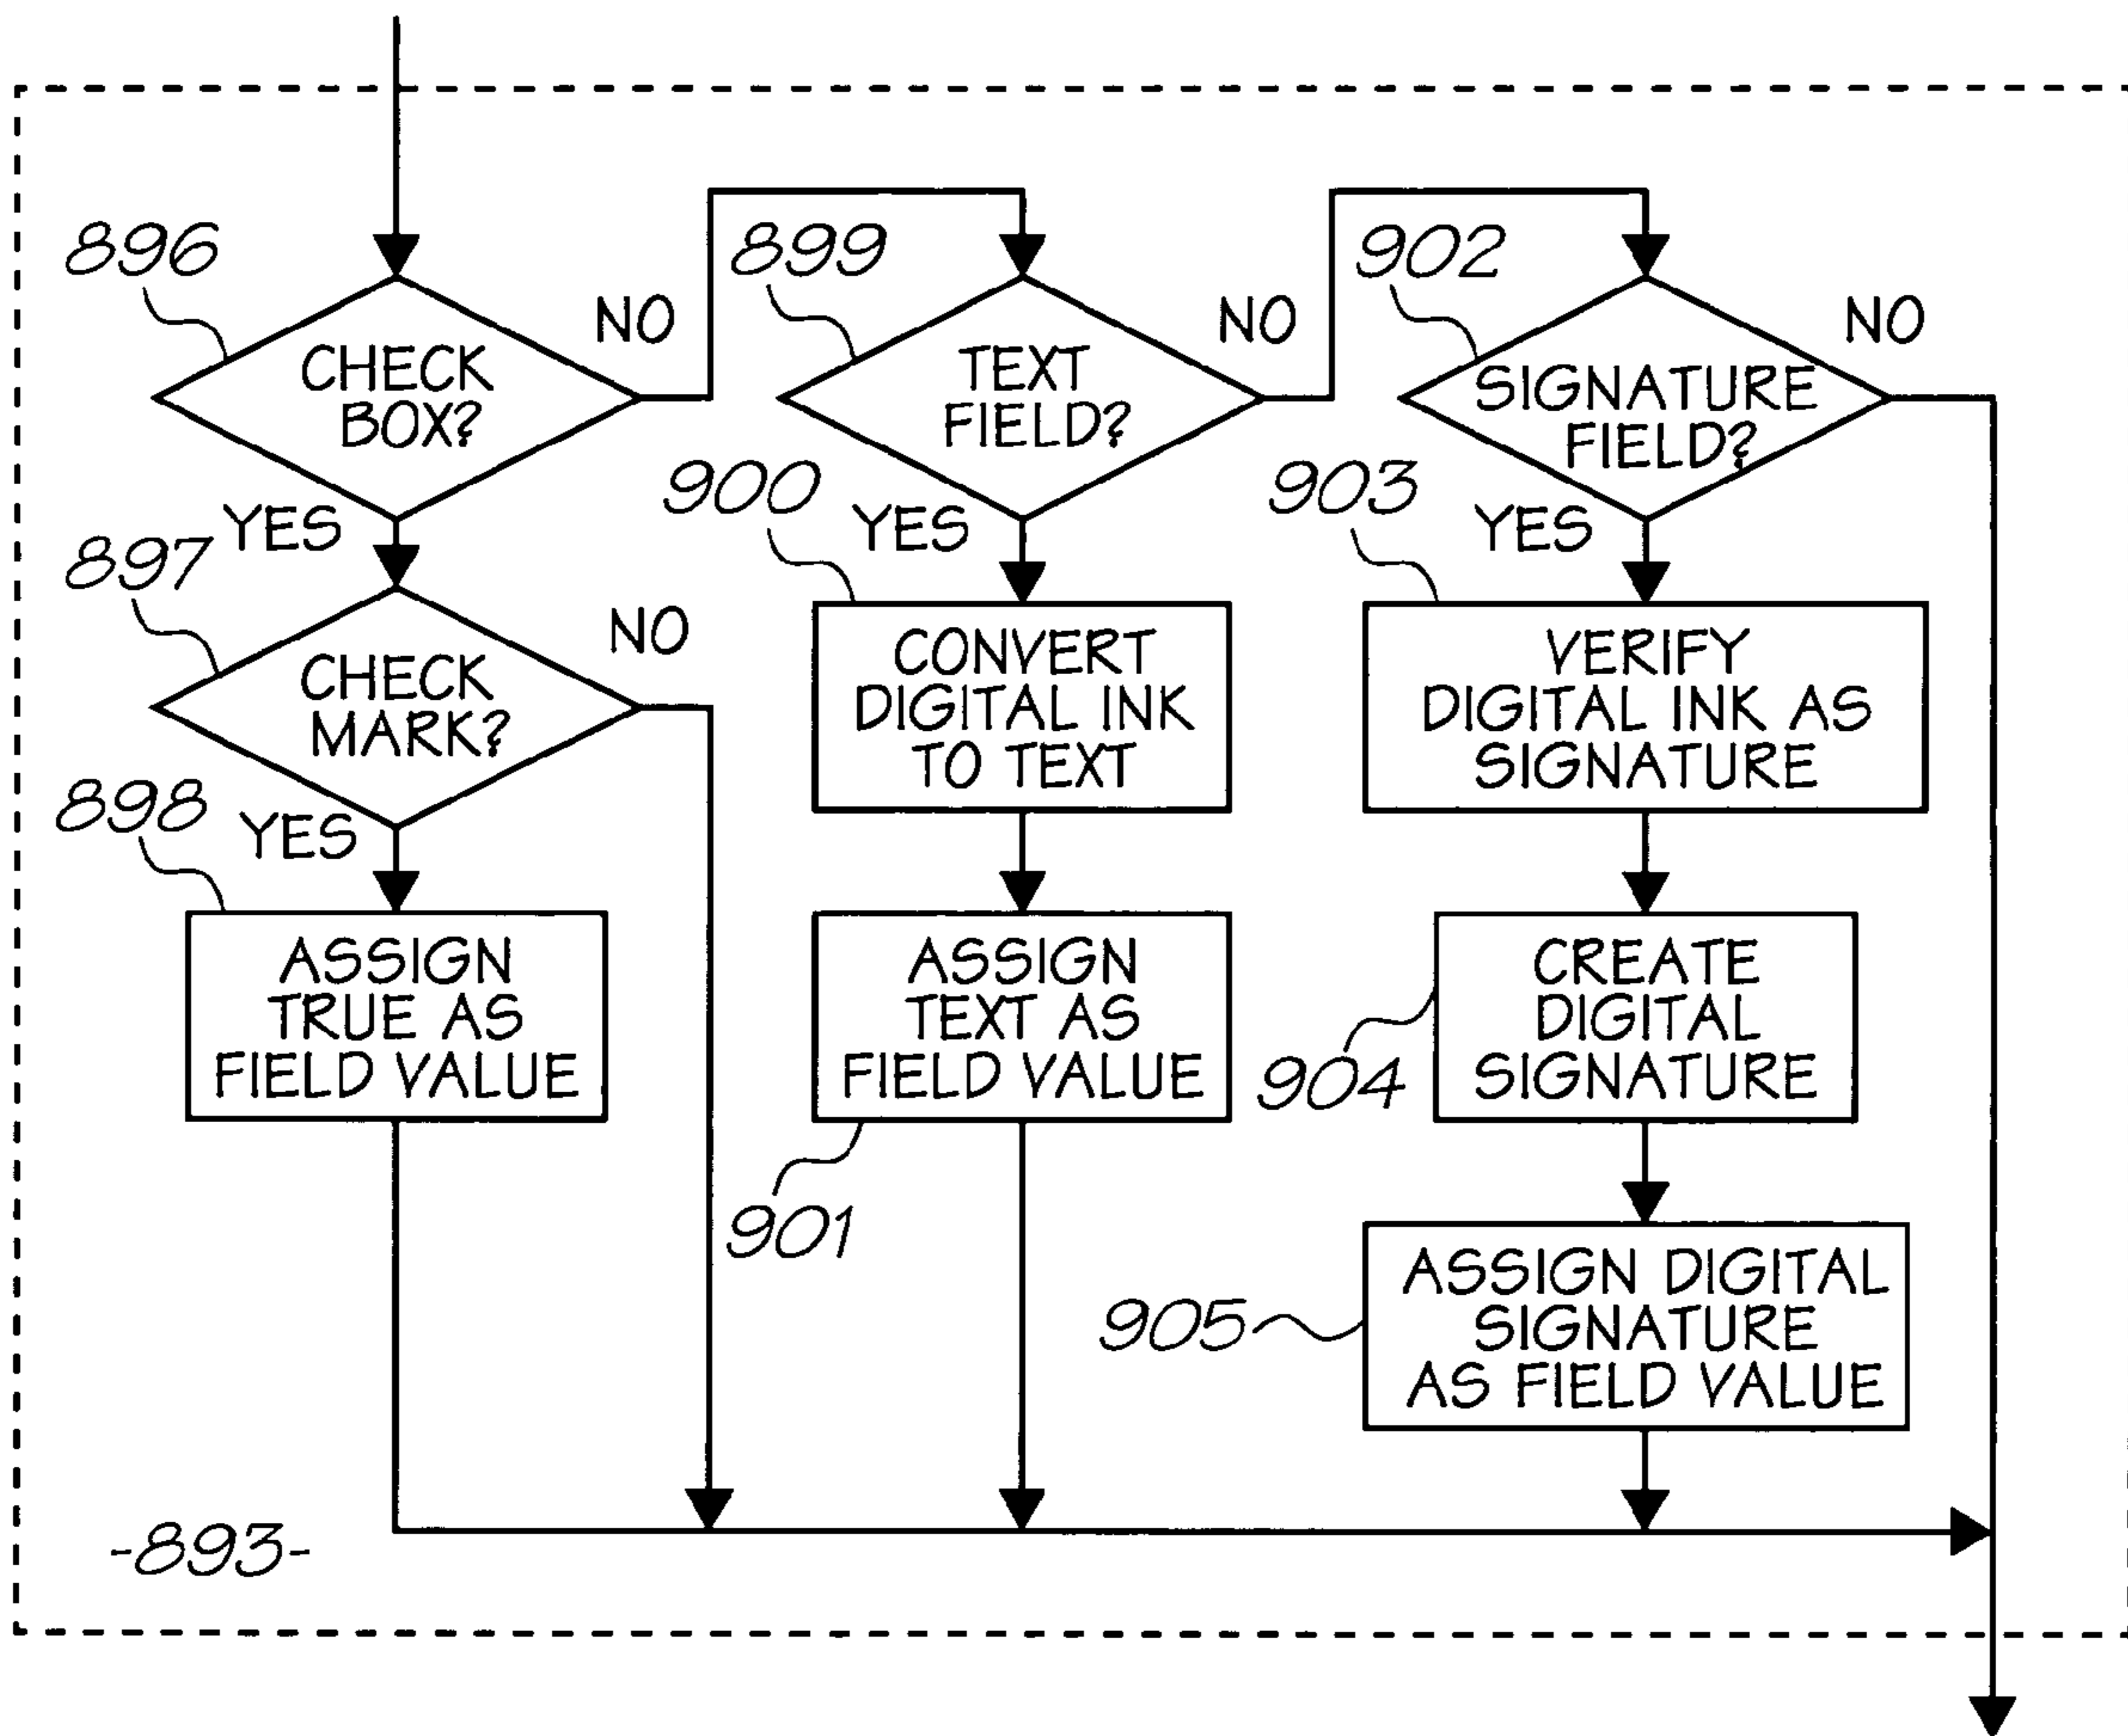 896
CHECK
BOX?
NO
YES
897
CHECK
MARK?
NO
YES
898
ASSIGN
TRUE AS
FIELD VALUE
899
TEXT
FIELD?
NO
YES
900
CONVERT
DIGITAL INK
TO TEXT
ASSIGN
TEXT AS
FIELD VALUE
901
902
SIGNATURE
FIELD?
NO
YES
903
VERIFY
DIGITAL INK AS
SIGNATURE
CREATE
DIGITAL
SIGNATURE
904
ASSIGN DIGITAL
SIGNATURE
AS FIELD VALUE
905
-893-